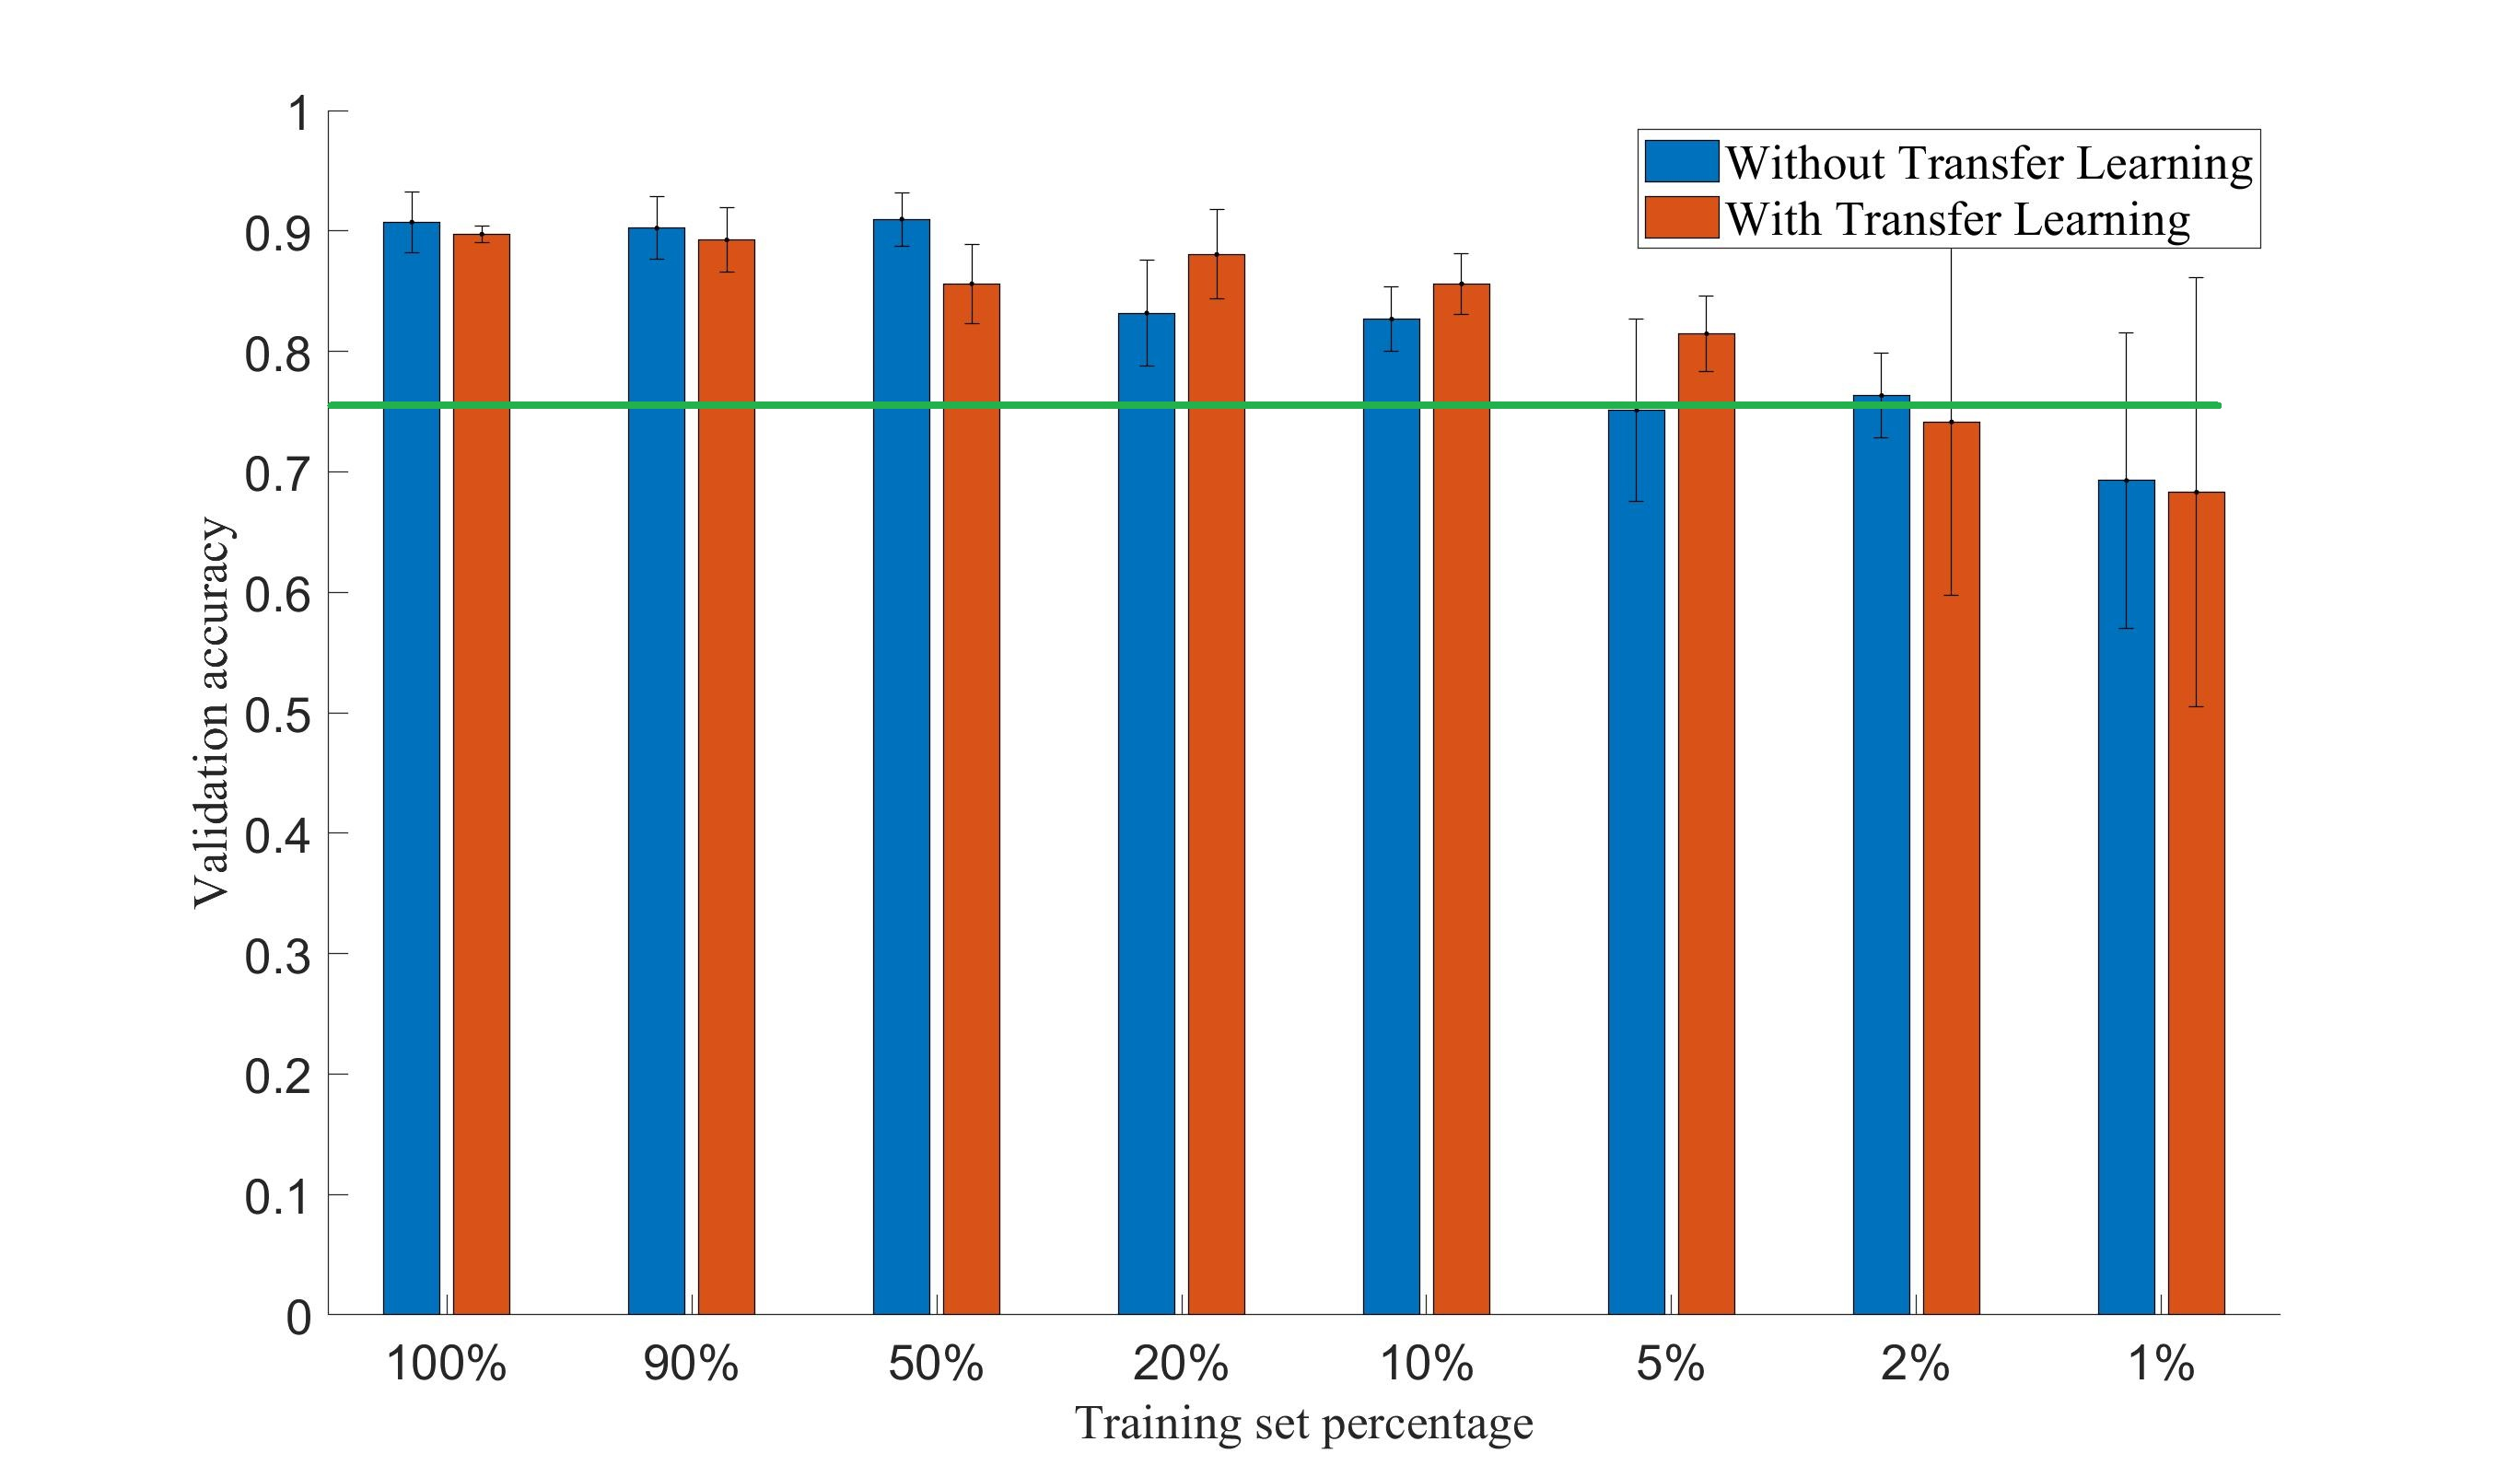 1
0.9
0.8
0.7
0.6
0.5
0.4
0.3
0.2
0.1
0
Validation accuracy
Without Transfer Learning
With Transfer Learning
100% 90% 50% 20% 10% 5% 2% 1%
Training set percentage